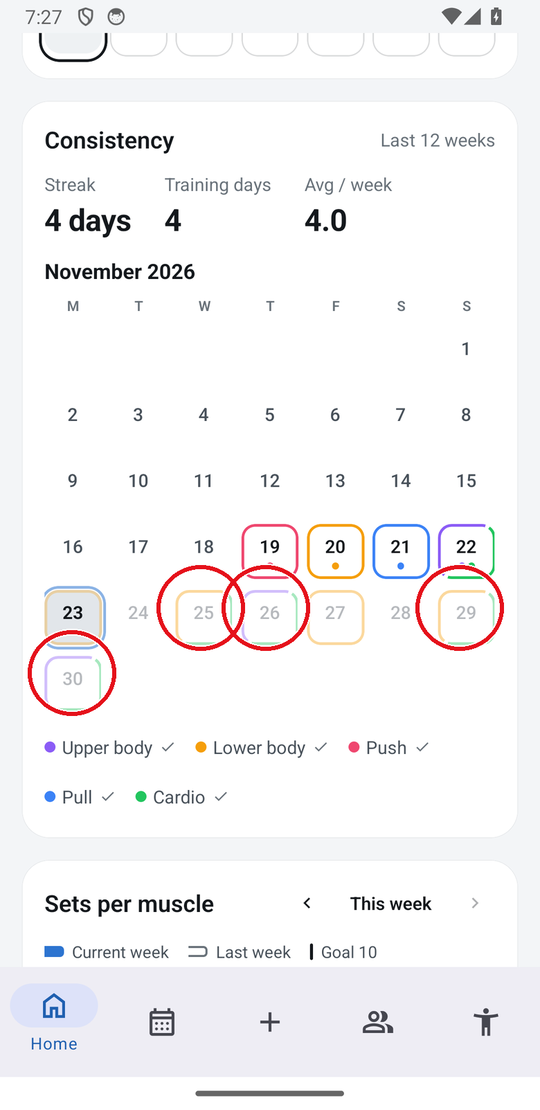 7:27
Consistency
Last 12 weeks
Streak Training days Avg / week
4 days 4 4.0
November 2026
M T W T F S S
1
2 3 4 5 6 7 8
9 10 11 12 13 14 15
16 17 18 19 20 21 22
23 24 25 26 27 28 29
30
Upper body Lower body Push
Pull Cardio
Sets per muscle
This week
Current week Last week Goal 10
Home